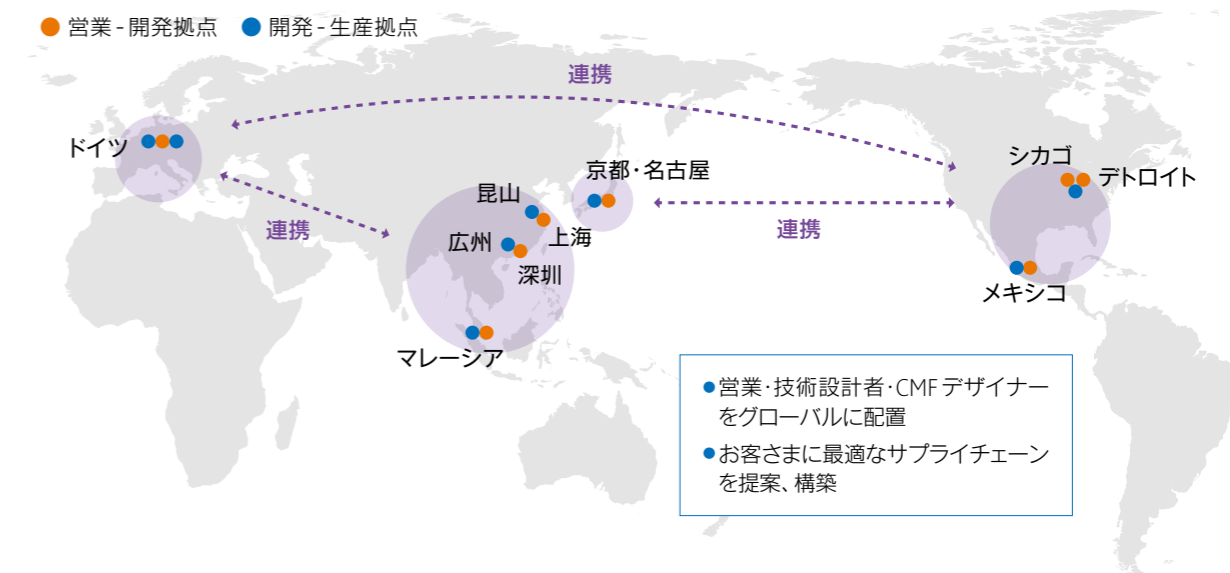 営業-開発拠点 開発-生産拠点
連携
ドイツ
連携
昆山
上海
広州
深圳
マレーシア
京都・名古屋
連携
シカゴ
デトロイト
メキシコ
●営業・技術設計者・CMFデザイナー
をグローバルに配置
●お客さまに最適なサプライチェーン
を提案、構築